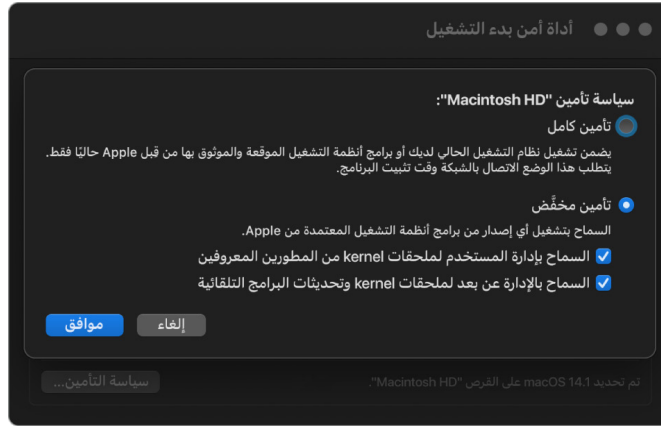 أداة أمن بدء التشغيل
سياسة تأمين "Macintosh HD":
تأمين كامل
يضمن تشغيل نظام التشغيل الحالي لديك أو برامج أنظمة التشغيل الموقعة والموثوق بها من قِبل Apple حاليًا فقط.
يتطلب هذا الوضع الاتصال بالشبكة وقت تثبيت البرنامج.
تأمين مخفَّض
السماح بتشغيل أي إصدار من برامج أنظمة التشغيل المعتمدة من Apple.
السماح بإدارة المستخدم لملحقات kernel من المطورين المعروفين
السماح بالإدارة عن بعد لملحقات kernel وتحديثات البرامج التلقائية
إلغاء
موافق
تم تحديد macOS 14.1 على القرص "Macintosh HD".
سياسة التأمين...